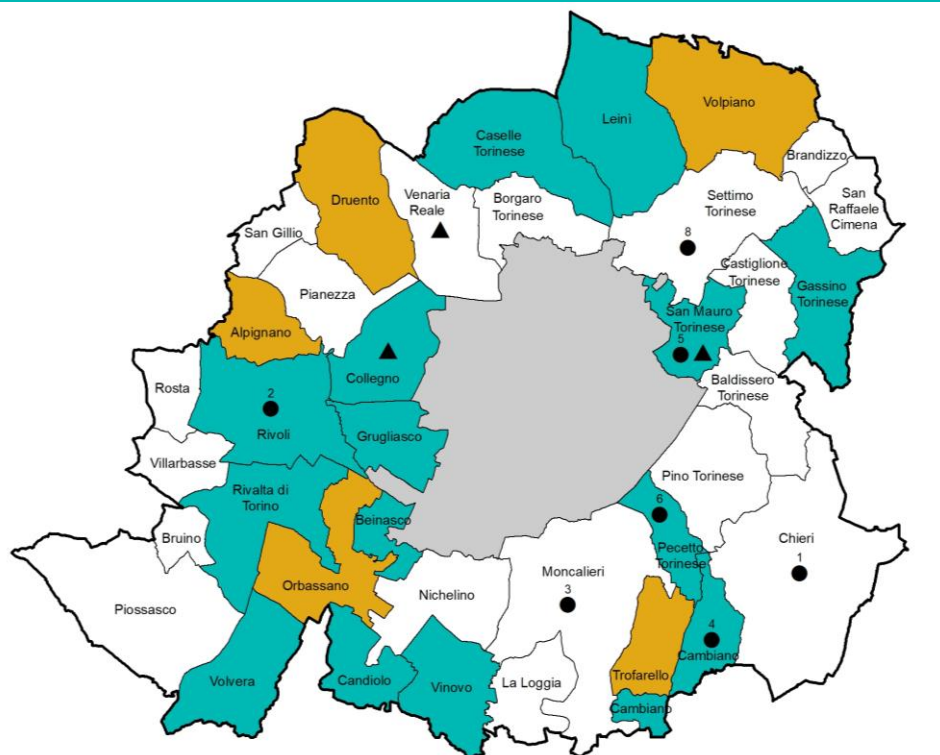 Volpiano
Leinì
Caselle
Torinese
Brandizzo
Druento
Venaria
Reale
Borgaro
Torinese
Settimo
Torinese
San
Raffaele
Cimena
San Gillio
8
Castiglione
Torinese
Gassino
Torinese
Pianezza
San Mauro
Torinese
Alpignano
5
Collegno
Rosta
2
Rivoli
Baldissero
Torinese
Grugliasco
Villarbasse
Pino Torinese
Rivalta di
Torino
6
Beinasco
Bruino
Pecetto
Torinese
Chieri
1
Orbassano
Moncalieri
3
Nichelino
Piossasco
4
Cambiano
Volvera
Candiolo
Vinovo
La Loggia
Trofarello
Cambiano